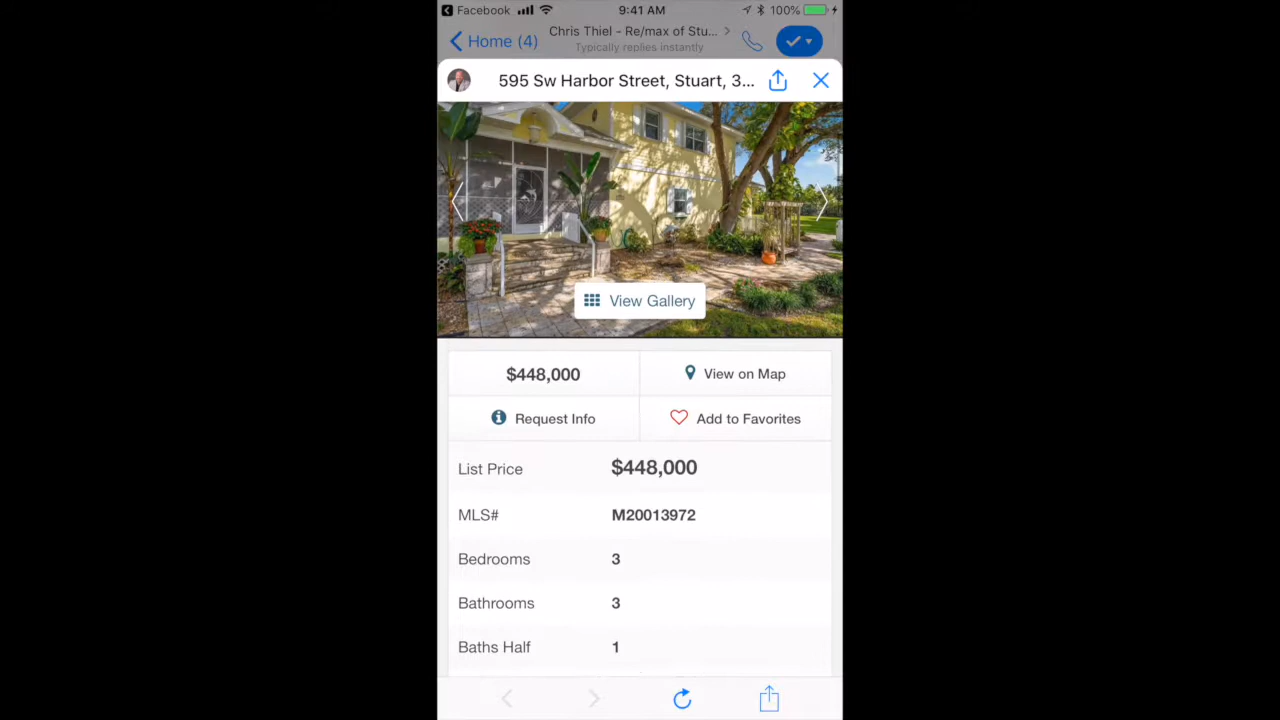 Facebook 9:41 AM 100%
Home (4) Chris Thiel - Re/max of Stu...
Typically replies instantly
595 Sw Harbor Street, Stuart, 3...
View Gallery
$448,000 View on Map
Request Info Add to Favorites
List Price $448,000
MLS# M20013972
Bedrooms 3
Bathrooms 3
Baths Half 1